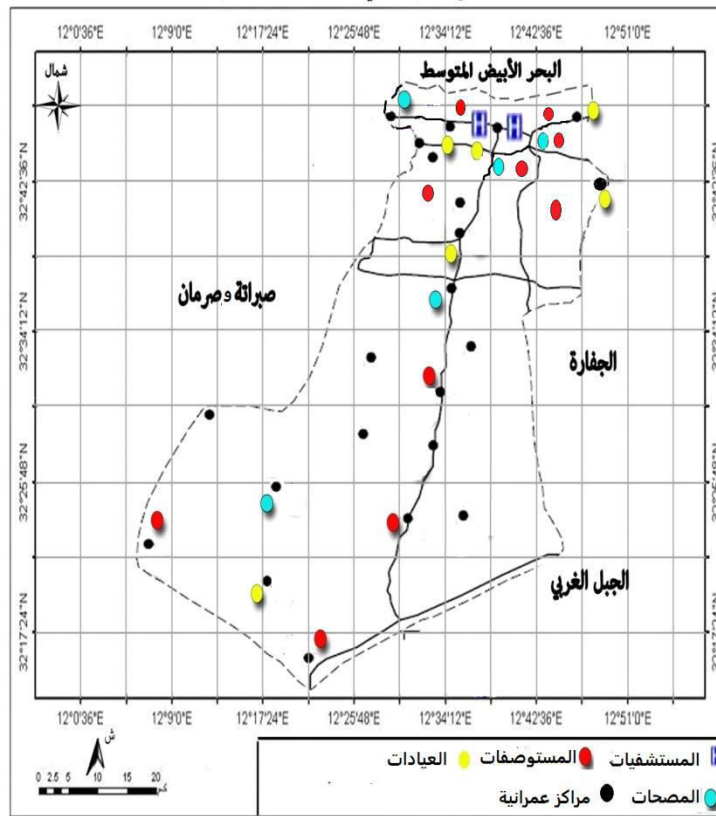 12°0'36"E 12°9'0"E 12°17'24"E 12°25'48"E 12°34'12"E 12°42'36"E 12°51'0"E
شمال
البحر الأبيض المتوسط
32°42'36"N
صبراتة وصرمان
32°34'12"N
الجفارة
32°25'48"N
الجبل الغربي
32°17'24"N
12°0'36"E 12°9'0"E 12°17'24"E 12°25'48"E 12°34'12"E 12°42'36"E 12°51'0"E
ش
0 2.5 5 10 15 20
كم
المستشفيات المستوصفات العيادات
المصحات مراكز عمرانية